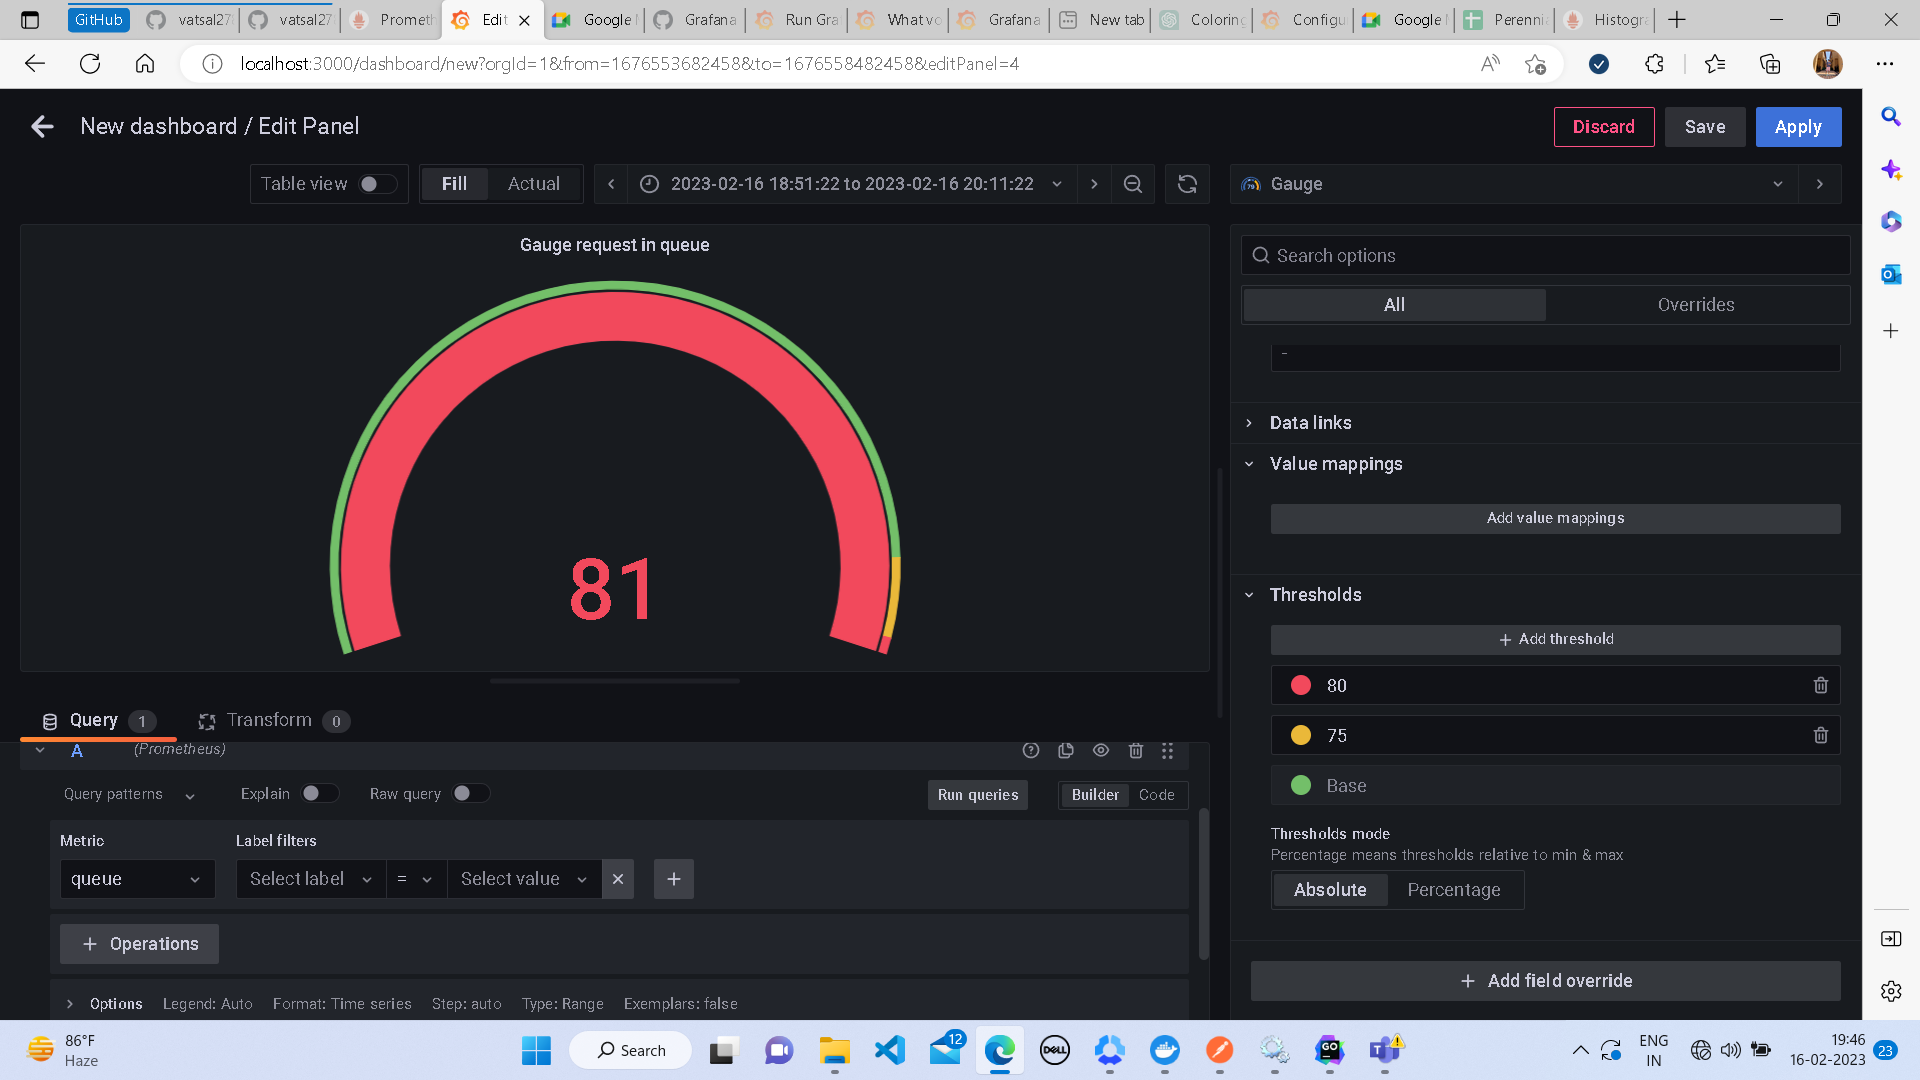 GitHub vatsal27 vatsal27 Prometh Edit Google M Grafana Run Gra What vo Grafana New tab Coloring Configu Google M Perennia Histogra
localhost:3000/dashboard/new?orgId=1&from=1676553682458&to=1676558482458&editPanel=4
New dashboard / Edit Panel
Discard Save Apply
Table view Fill Actual 2023-02-16 18:51:22 to 2023-02-16 20:11:22 79 Gauge
Gauge request in queue
81
Search options
All Overrides
Data links
Value mappings
Add value mappings
Thresholds
+ Add threshold
80
75
Base
Thresholds mode
Percentage means thresholds relative to min & max
Absolute Percentage
+ Add field override
Query 1 Transform 0
A (Prometheus)
Query patterns Explain Raw query Run queries Builder Code
Metric Label filters
queue Select label = Select value
+ Operations
Options Legend: Auto Format: Time series Step: auto Type: Range Exemplars: false
86°F
Haze
Search
12
DELL
GO
ENG
IN
19:46
16-02-2023
23